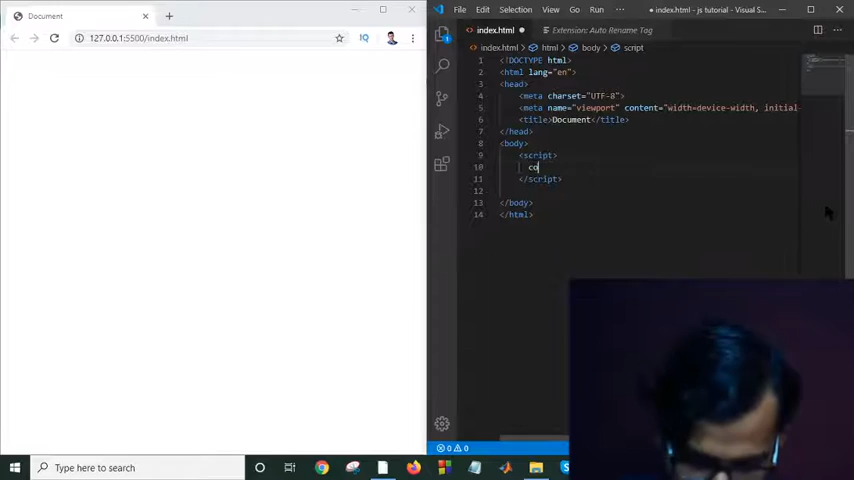 Document
127.0.0.1:5500/index.html
IQ
File Edit Selection View Go Run ··· ● index.html - js tutorial - Visual S...
index.html ● Extension: Auto Rename Tag
index.html > html > body > script
1 <!DOCTYPE html>
2 <html lang="en">
3 <head>
4 <meta charset="UTF-8">
5 <meta name="viewport" content="width=device-width, initial-
6 <title>Document</title>
7 </head>
8 <body>
9 <script>
10 co
11 </script>
12
13 </body>
14 </html>
0 0
Type here to search